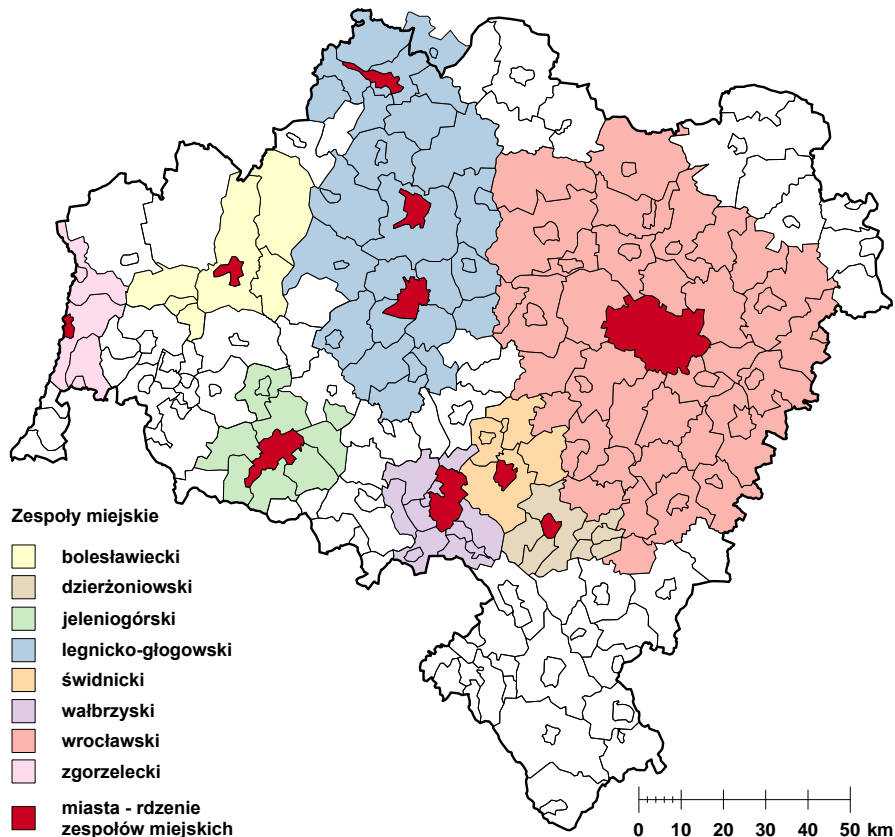 Zespoły miejskie
bolesławiecki
dzierżoniowski
jeleniogórski
legnicko-głogowski
świdnicki
wałbrzyski
wrocławski
zgorzelecki
miasta - rdzenie
zespołów miejskich
0 10 20 30 40 50 km